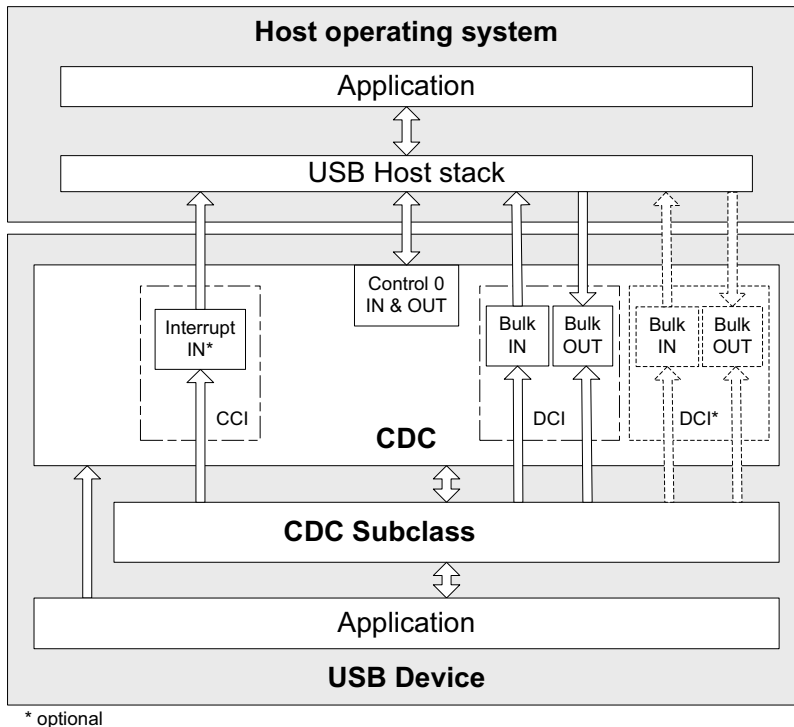 Host operating system
Application
USB Host stack
Control 0
IN & OUT
Interrupt
IN*
CCI
Bulk
IN
Bulk
OUT
DCI
Bulk
IN
Bulk
OUT
DCI*
CDC
CDC Subclass
Application
USB Device
* optional